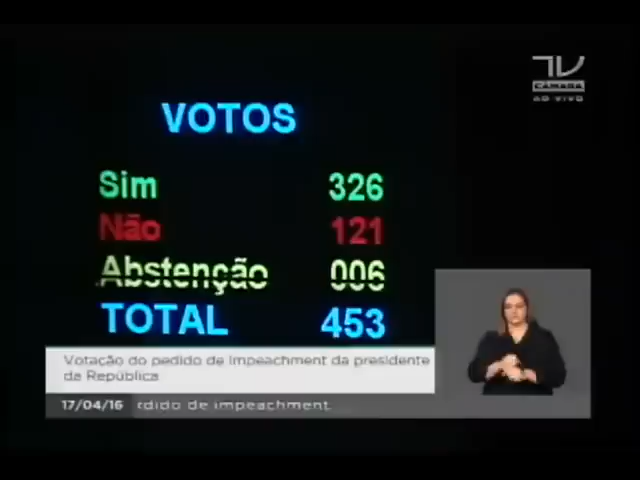 TV
CÂMARA
AO VIVO
VOTOS
Sim 326
Não 121
Abstenção 006
TOTAL 453
Votação do pedido de impeachment da presidente
da República
17/04/16 rdido de impeachment